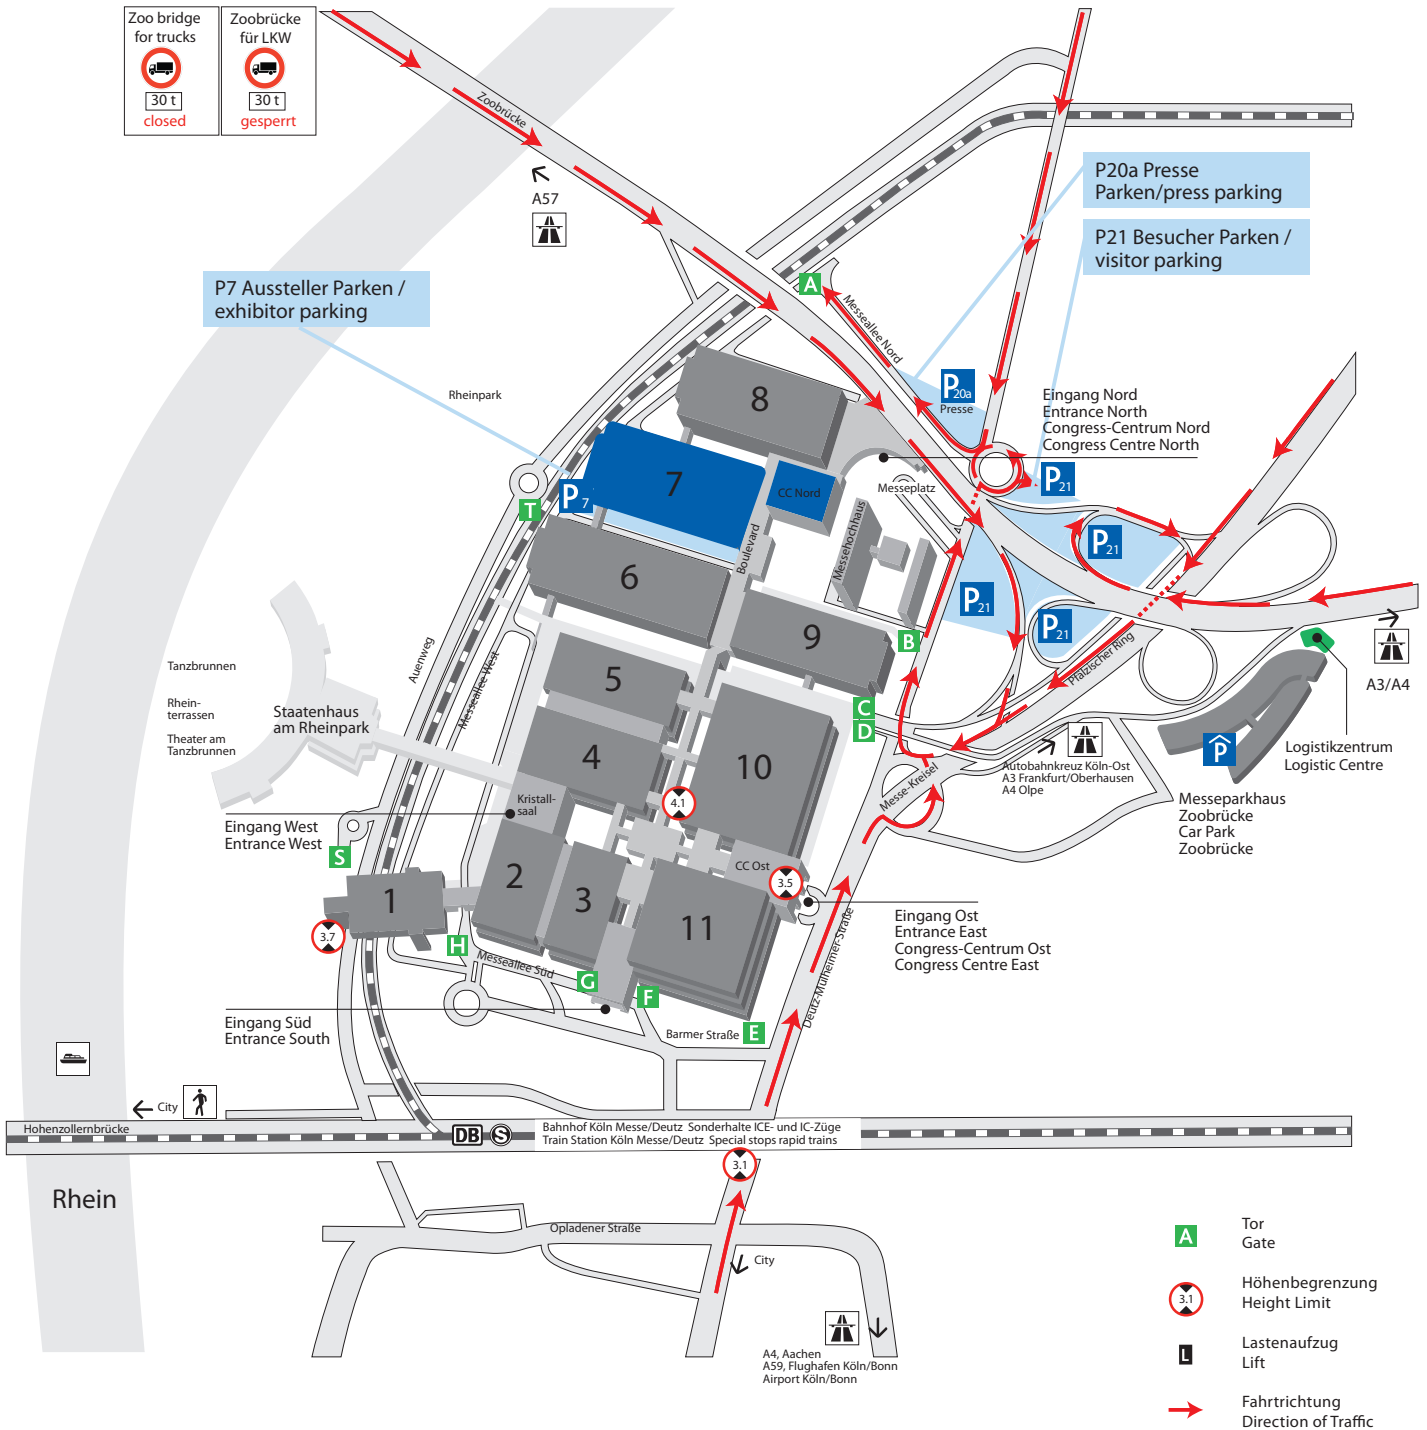 Zoo bridge
for trucks
30 t
closed
Zoobrücke
für LKW
30 t
gesperrt
Zoobrücke
A57
P20a Presse
Parken/press parking
P21 Besucher Parken /
visitor parking
P7 Aussteller Parken /
exhibitor parking
A
Messeallee Nord
Rheinpark
8
P20a
Presse
Eingang Nord
Entrance North
Congress-Centrum Nord
Congress Centre North
7
CC Nord
P21
Messeplatz
T
P7
Boulevard
Messehochhaus
P21
6
P21
P21
9
B
Pfälzischer Ring
A3/A4
Auenweg
Messeallee West
Tanzbrunnen
Rhein-
terrassen
Theater am
Tanzbrunnen
Staatenhaus
am Rheinpark
5
C
D
4
10
Autobahnkreuz Köln-Ost
A3 Frankfurt/Oberhausen
A4 Olpe
P
Logistikzentrum
Logistic Centre
Messe-Kreisel
Messeparkhaus
Zoobrücke
Car Park
Zoobrücke
Kristall-
saal
4.1
Eingang West
Entrance West
S
CC Ost
3.5
1
2
3
11
3.7
Eingang Ost
Entrance East
Congress-Centrum Ost
Congress Centre East
H
Messeallee Süd
G
F
E
Deutz-Mülheimer-Straße
Eingang Süd
Entrance South
Barmer Straße
City
Hohenzollernbrücke
DB
S
Bahnhof Köln Messe/Deutz Sonderhalte ICE- und IC-Züge
Train Station Köln Messe/Deutz Special stops rapid trains
3.1
Rhein
Opladener Straße
City
A4, Aachen
A59, Flughafen Köln/Bonn
Airport Köln/Bonn
A
Tor
Gate
3.1
Höhenbegrenzung
Height Limit
L
Lastenaufzug
Lift
Fahrtrichtung
Direction of Traffic